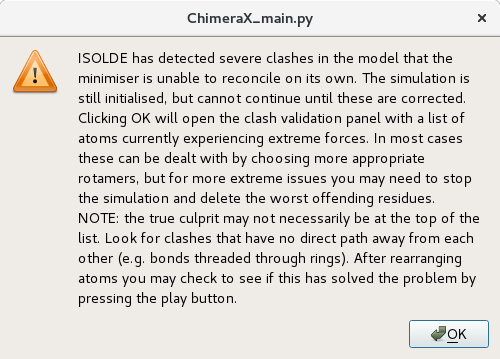 ChimeraX_main.py
ISOLDE has detected severe clashes in the model that the
minimiser is unable to reconcile on its own. The simulation is
still initialised, but cannot continue until these are corrected.
Clicking OK will open the clash validation panel with a list of
atoms currently experiencing extreme forces. In most cases
these can be dealt with by choosing more appropriate
rotamers, but for more extreme issues you may need to stop
the simulation and delete the worst offending residues.
NOTE: the true culprit may not necessarily be at the top of the
list. Look for clashes that have no direct path away from each
other (e.g. bonds threaded through rings). After rearranging
atoms you may check to see if this has solved the problem by
pressing the play button.
OK